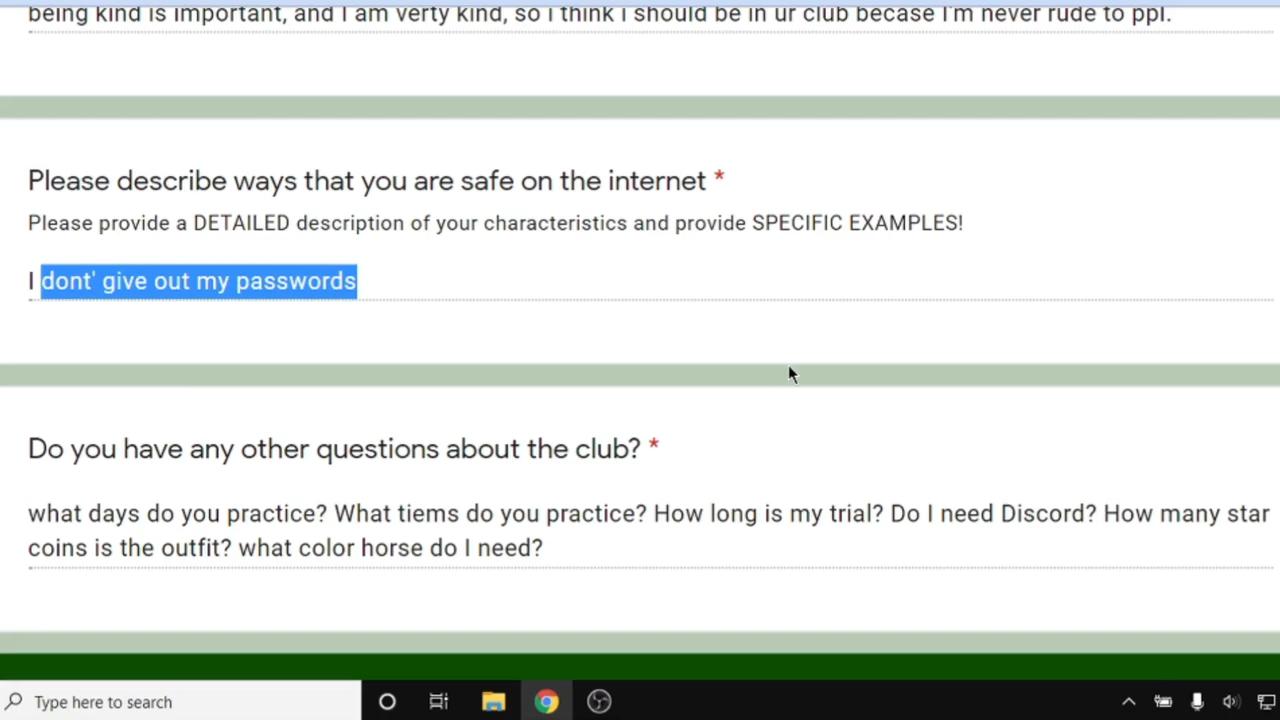 being kind is important, and I am verty kind, so i think i should be in ur club becase I'm never rude to ppl.
Please describe ways that you are safe on the internet *
Please provide a DETAILED description of your characteristics and provide SPECIFIC EXAMPLES!
I dont' give out my passwords
Do you have any other questions about the club? *
what days do you practice? What tiems do you practice? How long is my trial? Do I need Discord? How many star
coins is the outfit? what color horse do I need?
Type here to search